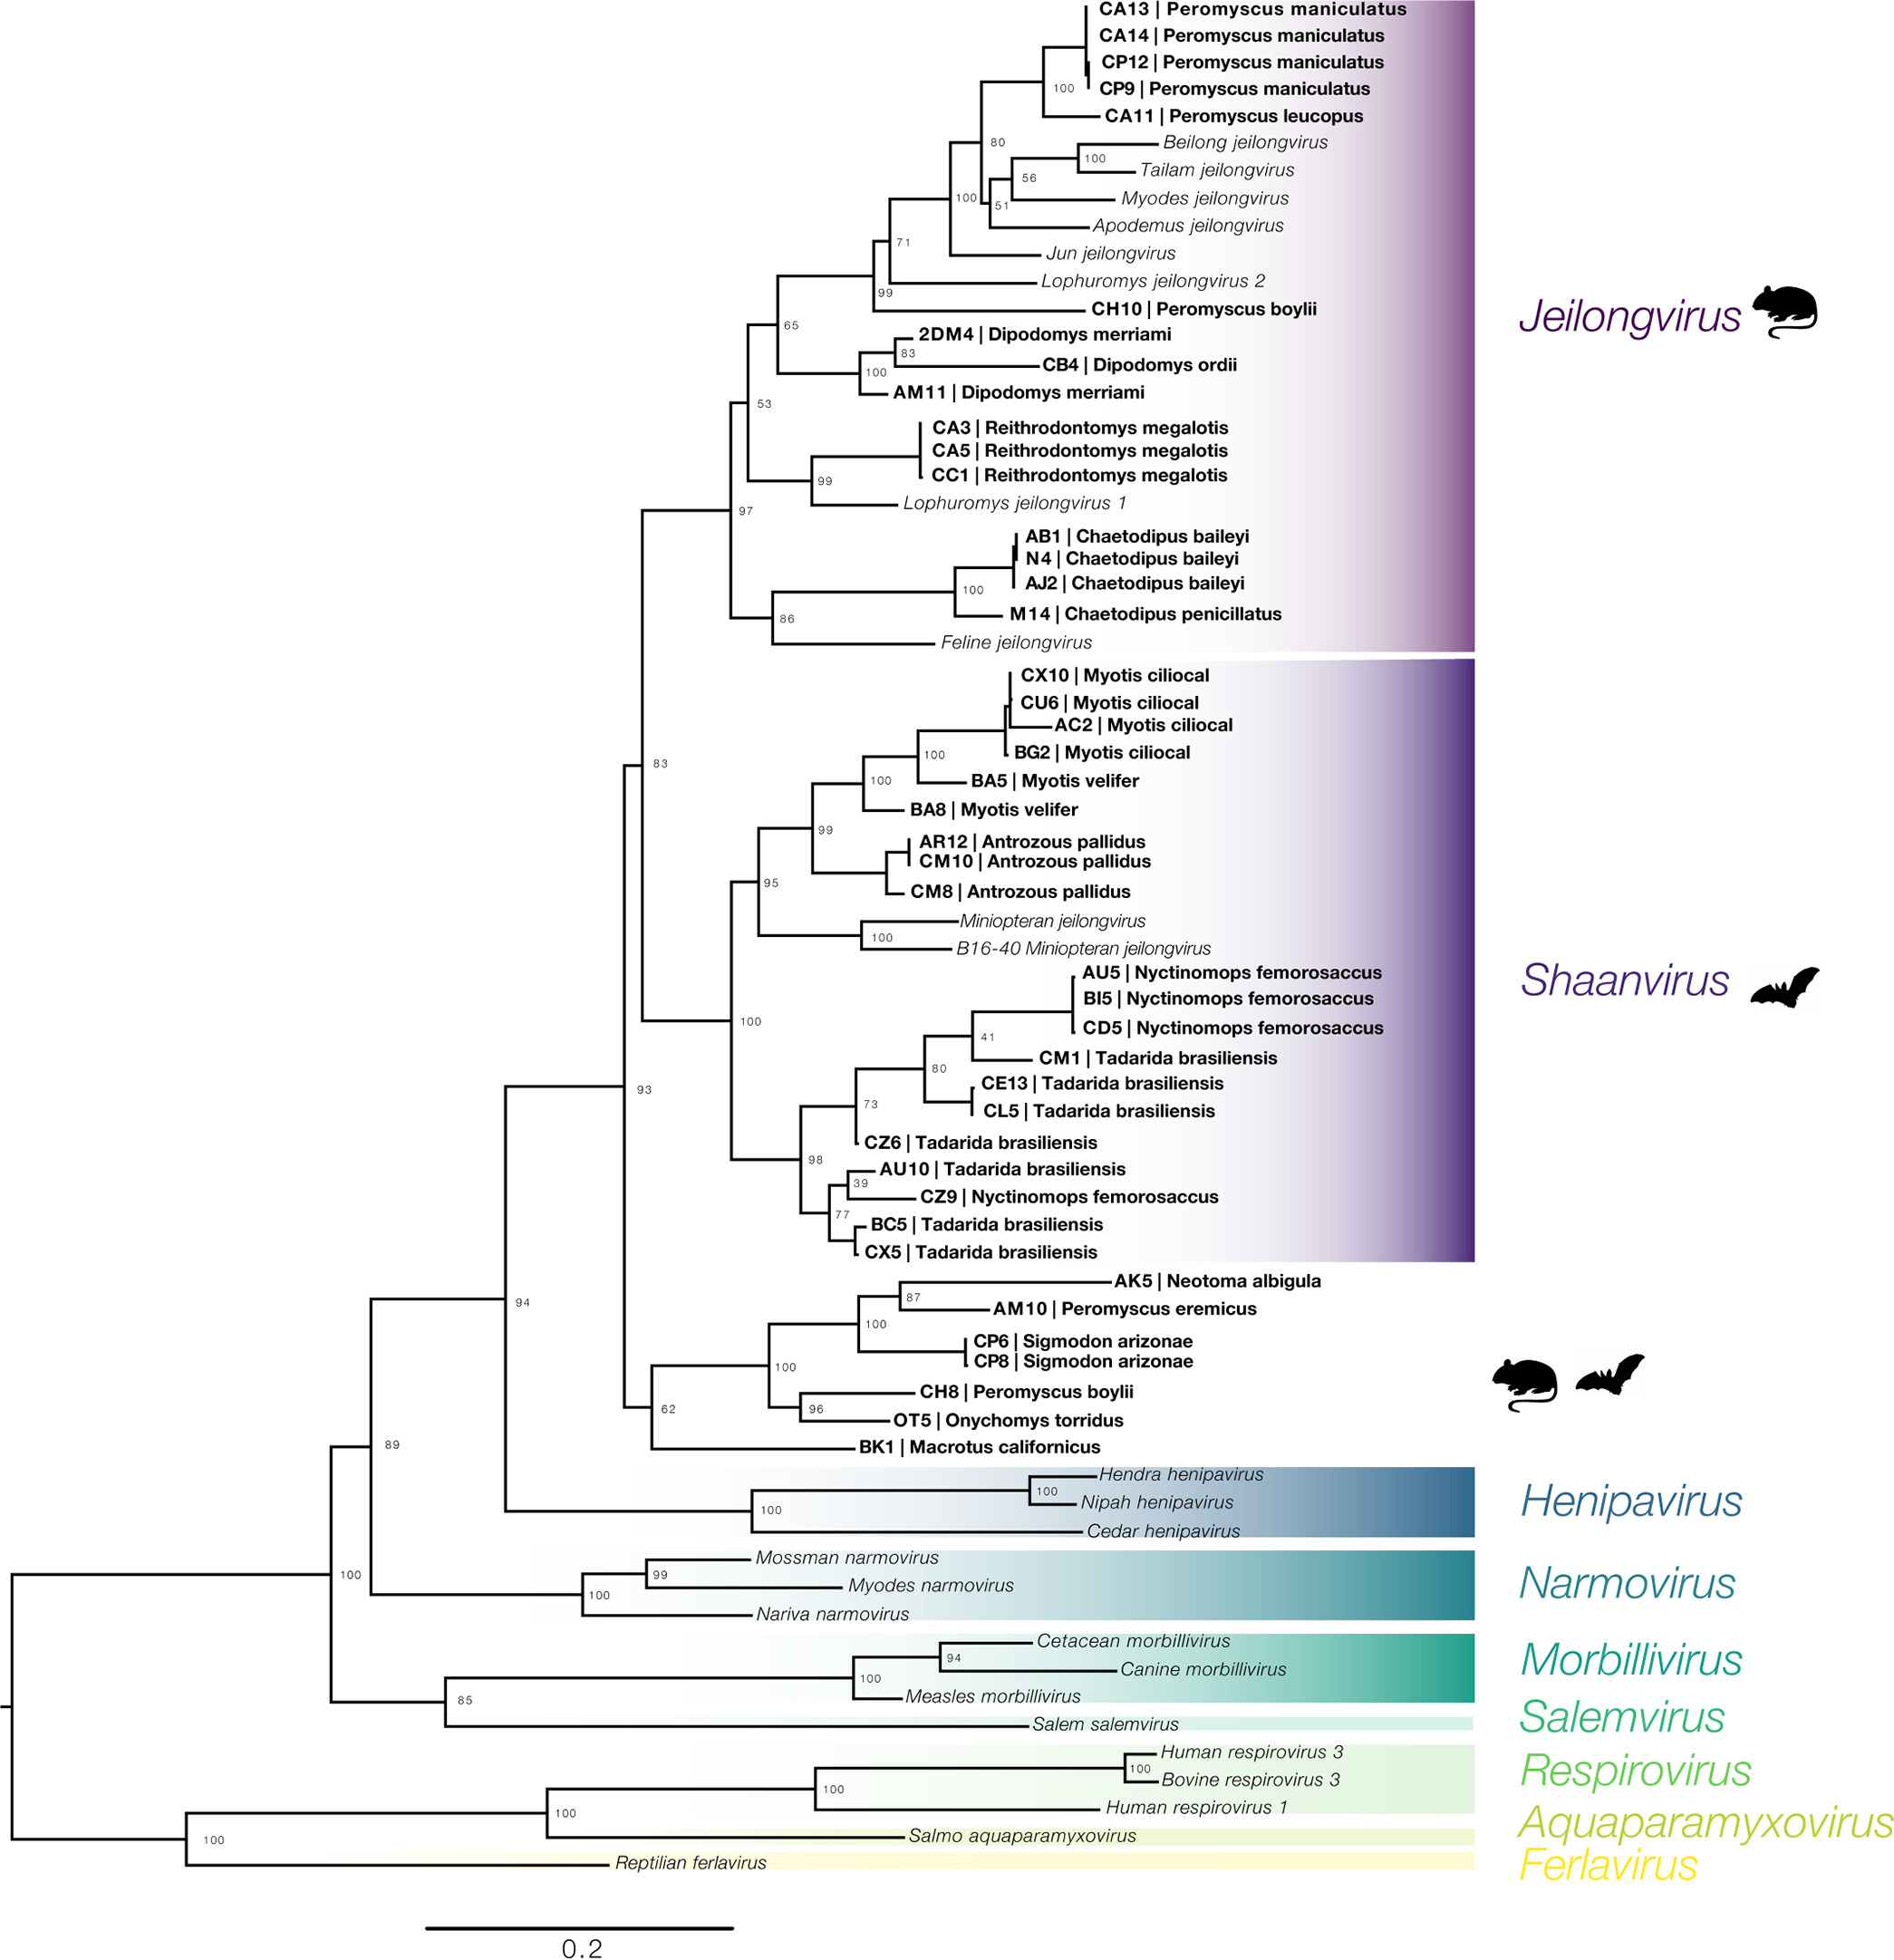 CA13 | Peromyscus maniculatus
CA14 | Peromyscus maniculatus
CP12 | Peromyscus maniculatus
CP9 | Peromyscus maniculatus
100
CA11 | Peromyscus leucopus
80
Beilong jeilongvirus
100
Tailam jeilongvirus
56
Myodes jeilongvirus
100
51
Apodemus jeilongvirus
71
Jun jeilongvirus
Lophuromys jeilongvirus 2
99
CH10 | Peromyscus boylii
Jeilongvirus
65
2DM4 | Dipodomys merriami
83
CB4 | Dipodomys ordii
100
AM11 | Dipodomys merriami
53
CA3 | Reithrodontomys megalotis
CA5 | Reithrodontomys megalotis
CC1 | Reithrodontomys megalotis
99
Lophuromys jeilongvirus 1
97
AB1 | Chaetodipus baileyi
N4 | Chaetodipus baileyi
AJ2 | Chaetodipus baileyi
100
M14 | Chaetodipus penicillatus
86
Feline jeilongvirus
CX10 | Myotis ciliocal
CU6 | Myotis ciliocal
AC2 | Myotis ciliocal
BG2 | Myotis ciliocal
100
83
BA5 | Myotis velifer
100
BA8 | Myotis velifer
99
AR12 | Antrozous pallidus
CM10 | Antrozous pallidus
95
CM8 | Antrozous pallidus
Miniopteran jeilongvirus
100
B16-40 Miniopteran jeilongvirus
AU5 | Nyctinomops femorosaccus
Shaanvirus
BI5 | Nyctinomops femorosaccus
100
CD5 | Nyctinomops femorosaccus
41
CM1 | Tadarida brasiliensis
80
CE13 | Tadarida brasiliensis
93
73
CL5 | Tadarida brasiliensis
CZ6 | Tadarida brasiliensis
98
AU10 | Tadarida brasiliensis
39
CZ9 | Nyctinomops femorosaccus
77
BC5 | Tadarida brasiliensis
CX5 | Tadarida brasiliensis
AK5 | Neotoma albigula
87
94
AM10 | Peromyscus eremicus
100
CP6 | Sigmodon arizonae
CP8 | Sigmodon arizonae
100
CH8 | Peromyscus boylii
62
96
OT5 | Onychomys torridus
89
BK1 | Macrotus californicus
Hendra henipavirus
100
Nipah henipavirus
Henipavirus
100
Cedar henipavirus
Mossman narmovirus
100
99
Myodes narmovirus
Narmovirus
100
Nariva narmovirus
Cetacean morbillivirus
94
Canine morbillivirus
Morbillivirus
100
Measles morbillivirus
85
Salem salemvirus
Salemvirus
Human respirovirus 3
100
Bovine respirovirus 3
Respirovirus
100
Human respirovirus 1
100
Salmo aquaparamyxovirus
Aquaparamyxovirus
100
Reptilian ferlavirus
Ferlavirus
0.2